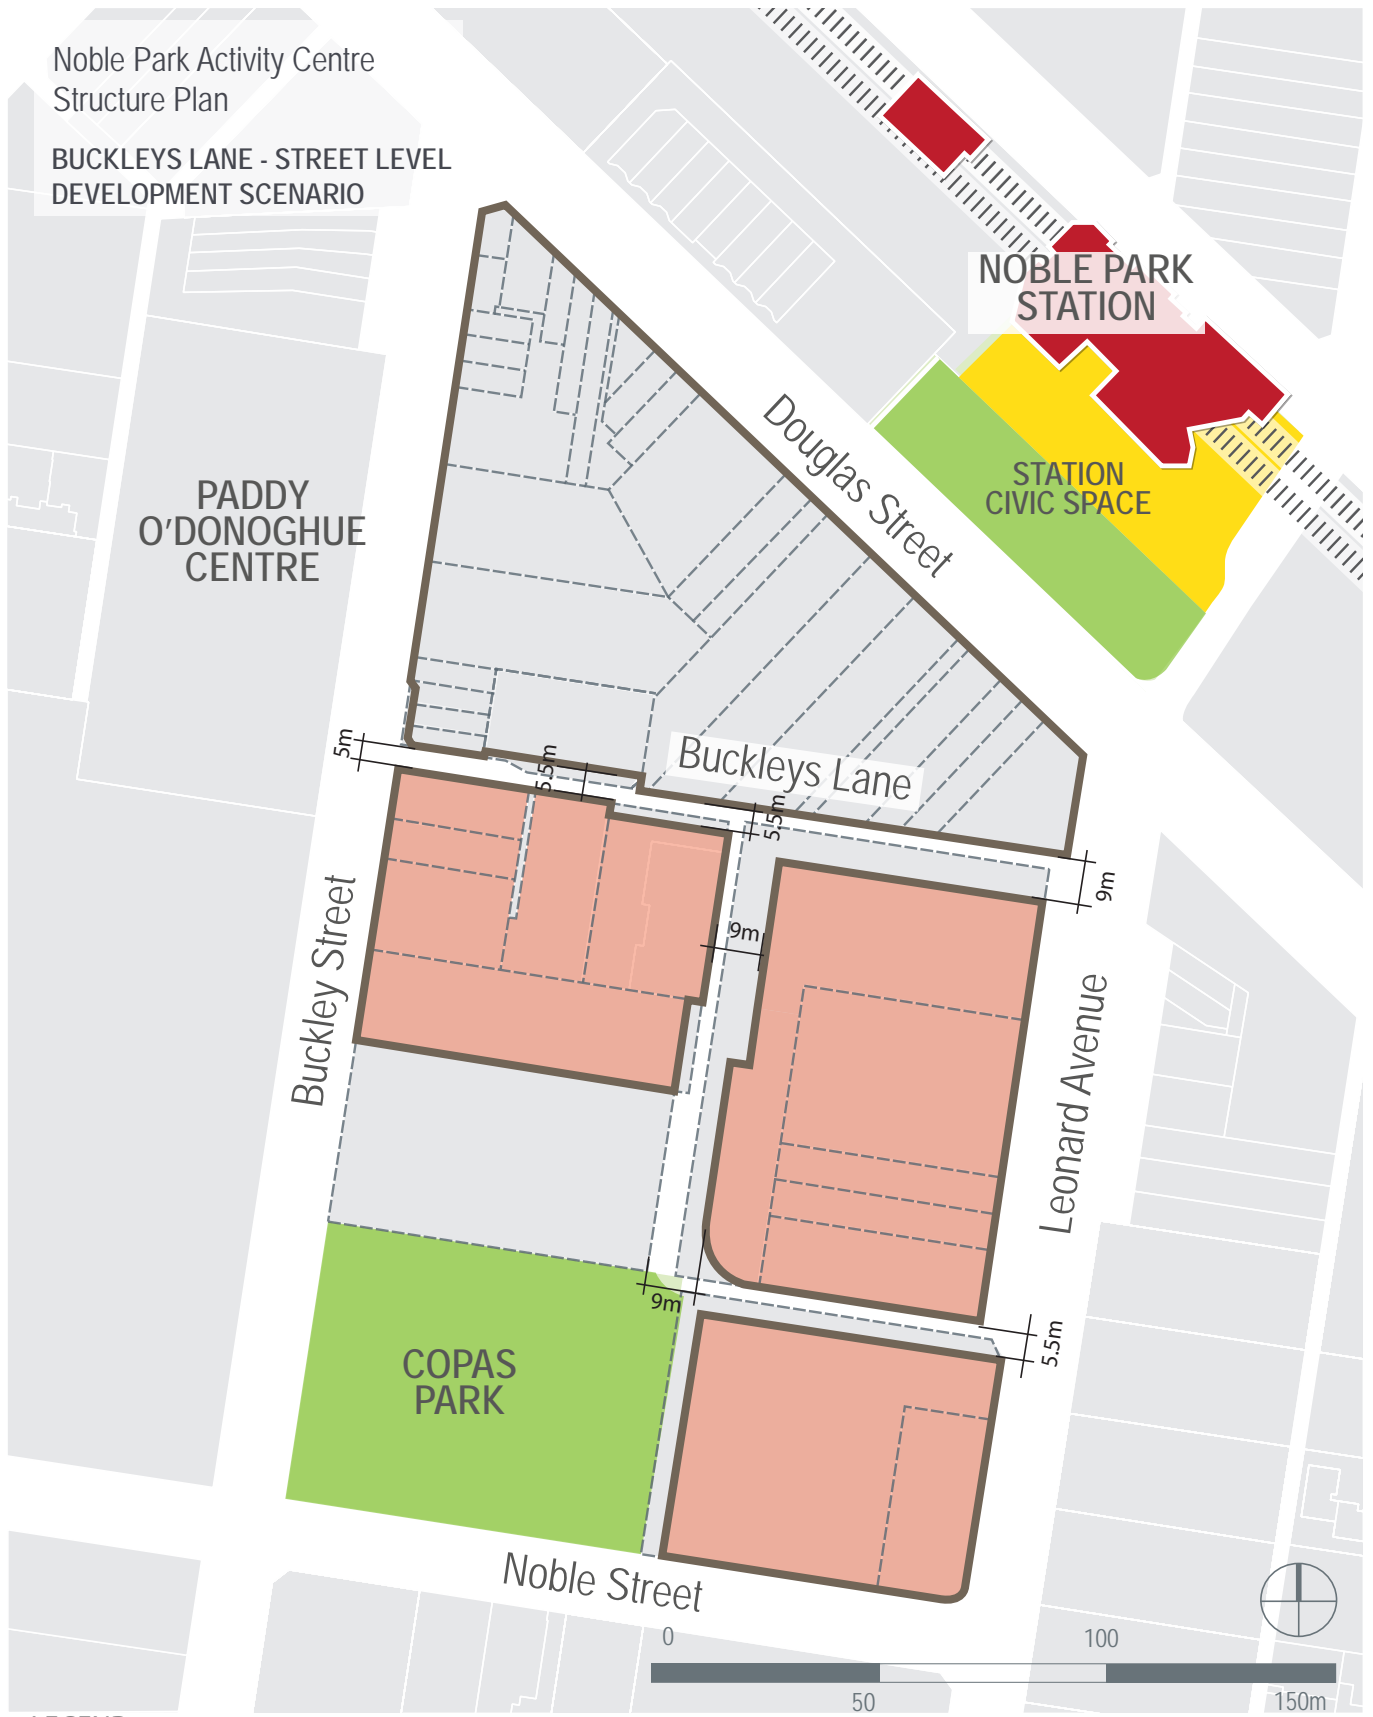 Noble Park Activity Centre
Structure Plan
BUCKLEYS LANE - STREET LEVEL
DEVELOPMENT SCENARIO
NOBLE PARK
STATION
STATION
CIVIC SPACE
Douglas Street
PADDY
O'DONOGHUE
CENTRE
Buckleys Lane
5m
5.5m
5.5m
9m
9m
Buckley Street
Leonard Avenue
9m
5.5m
COPAS
PARK
Noble Street
0
100
50
150m